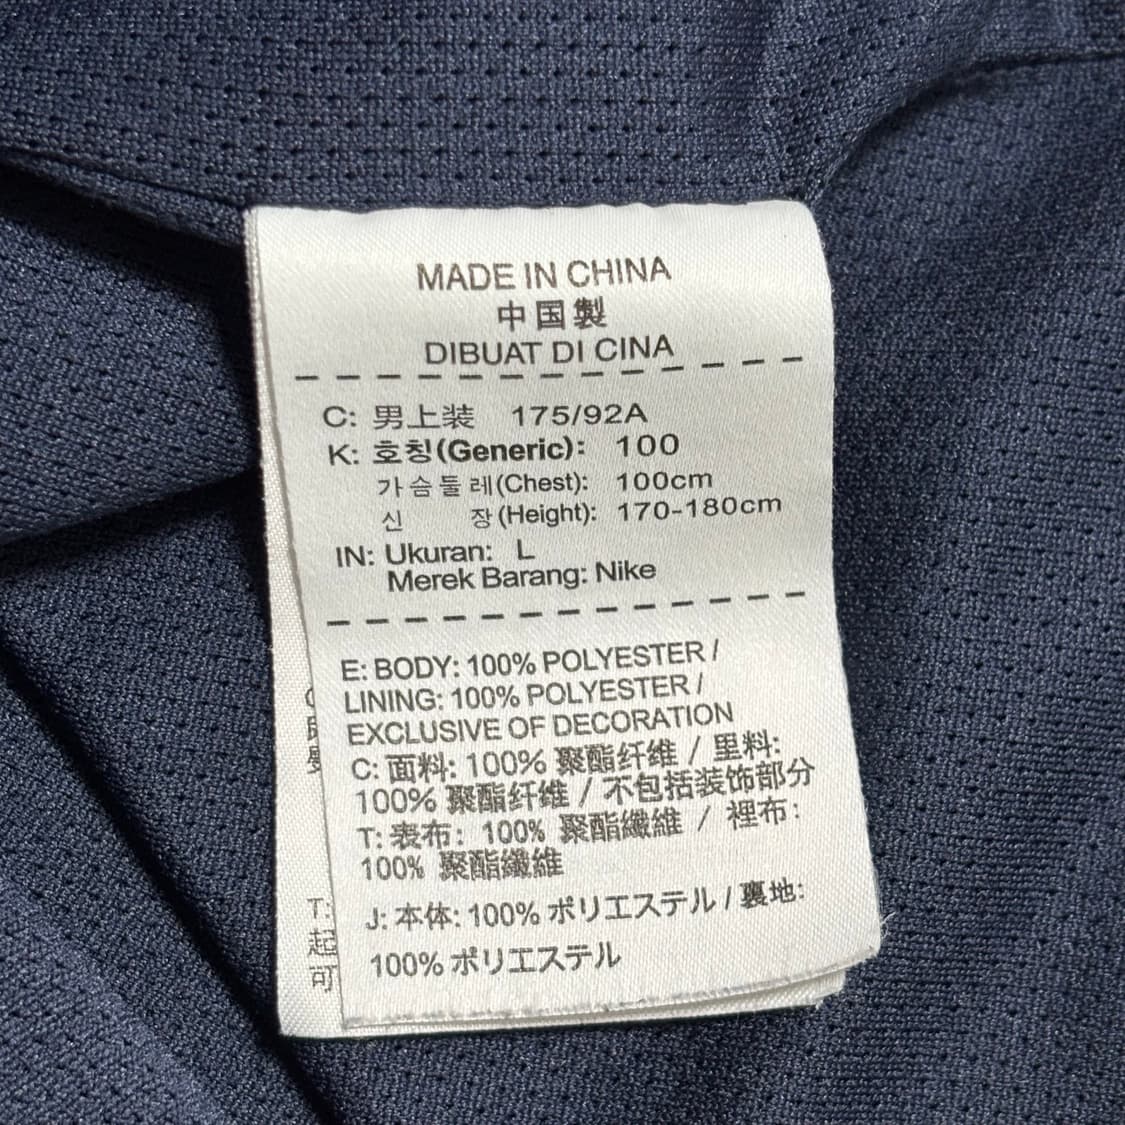 MADE IN CHINA
中国製
DIBUAT DI CINA
C: 男上装 175/92A
K: 호칭(Generic): 100
가슴둘레(Chest): 100cm
신 장(Height): 170-180cm
IN: Ukuran: L
Merek Barang: Nike
E: BODY: 100% POLYESTER /
LINING: 100% POLYESTER /
EXCLUSIVE OF DECORATION
C: 面料: 100% 聚酯纤维 / 里料:
100% 聚酯纤维 / 不包括装饰部分
T: 表布: 100% 聚酯纖維 / 裡布:
100% 聚酯纖維
J: 本体: 100% ポリエステル / 裏地:
100% ポリエステル
T:
起
可